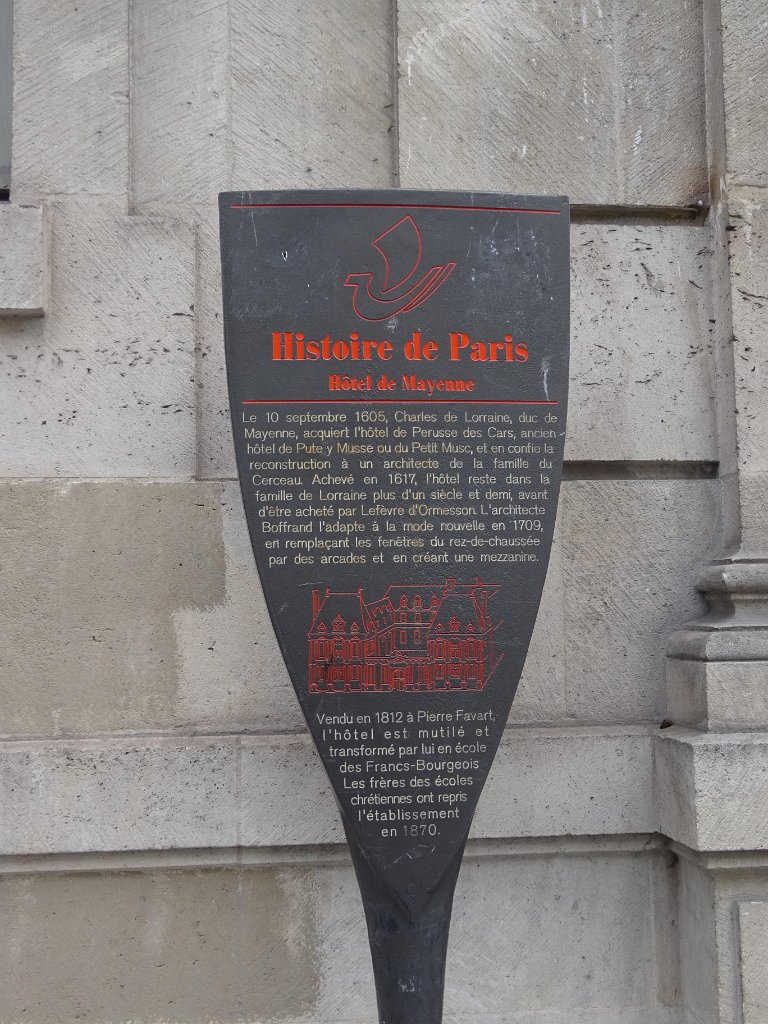 Histoire de Paris
Hôtel de Mayenne
Le 10 septembre 1605, Charles de Lorraine, duc de
Mayenne, acquiert l'hôtel de Perusse des Cars, ancien
hôtel de Pute y Musse ou du Petit Musc, et en confie la
reconstruction à un architecte de la famille du
Cerceau. Achevé en 1617, l'hôtel reste dans la
famille de Lorraine plus d'un siècle et demi, avant
d'être acheté par Lefèvre d'Ormesson. L'architecte
Boffrand l'adapte à la mode nouvelle en 1709,
en remplaçant les fenêtres du rez-de-chaussée
par des arcades et en créant une mezzanine.
Vendu en 1812 à Pierre Favart,
l'hôtel est mutilé et
transformé par lui en école
des Francs-Bourgeois
Les frères des écoles
chrétiennes ont repris
l'établissement
en 1870.